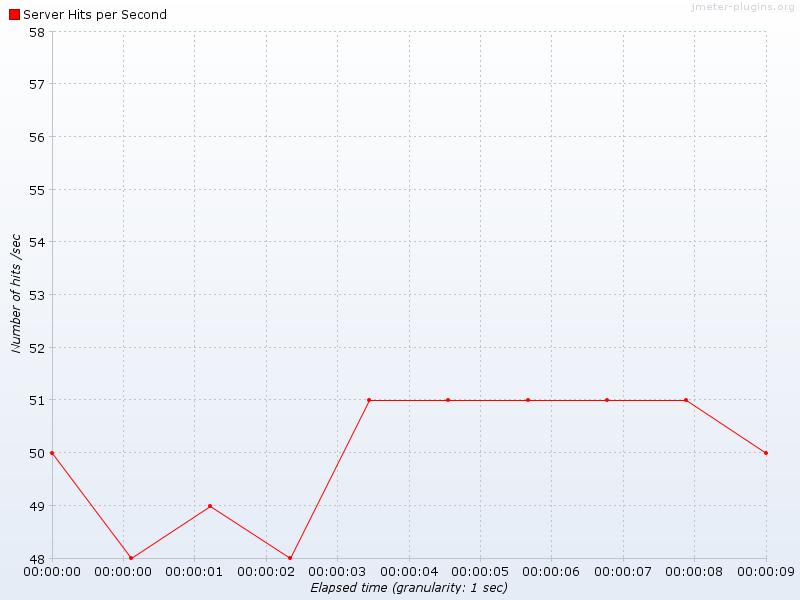 jmeter-plugins.org
Server Hits per Second
58
57
56
55
54
53
52
51
50
49
48
Number of hits /sec
00:00:00 00:00:00 00:00:01 00:00:02 00:00:03 00:00:04 00:00:05 00:00:06 00:00:07 00:00:08 00:00:09
Elapsed time (granularity: 1 sec)